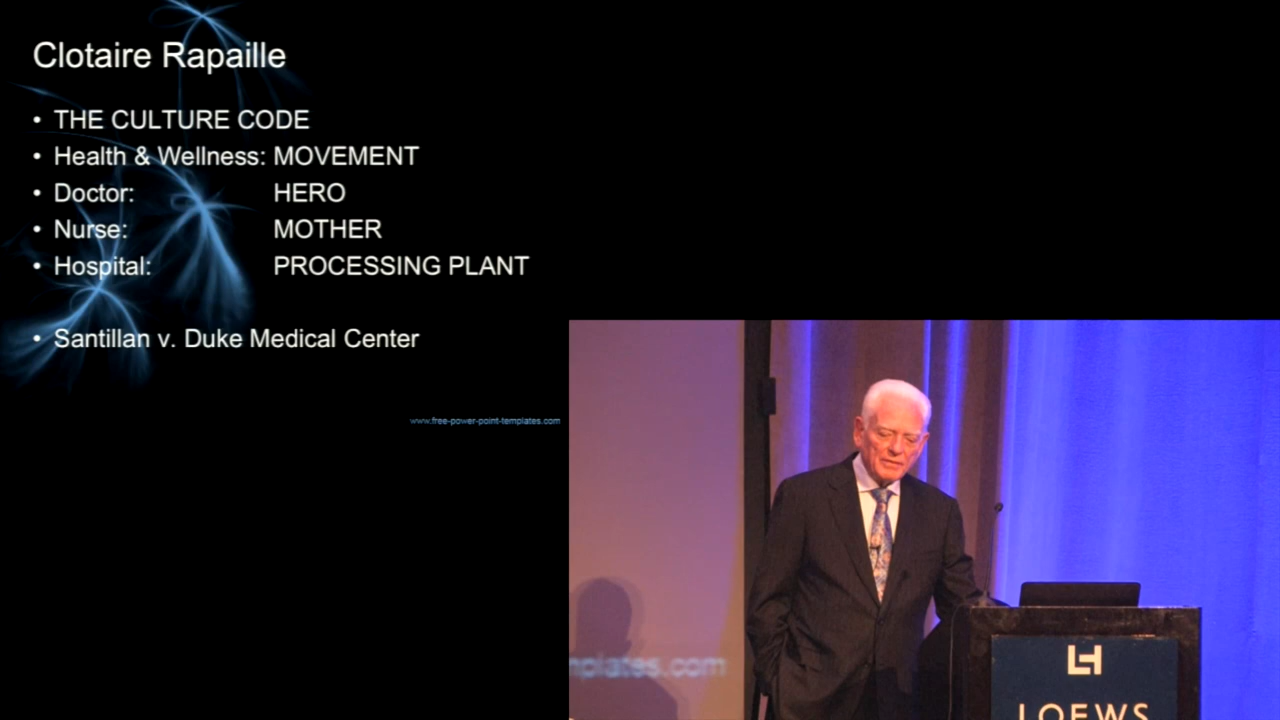 Clotaire Rapaille
• THE CULTURE CODE
• Health & Wellness: MOVEMENT
• Doctor: HERO
• Nurse: MOTHER
• Hospital: PROCESSING PLANT
• Santillan v. Duke Medical Center
www.free-power-point-templates.com
mplates.com
LOEWS